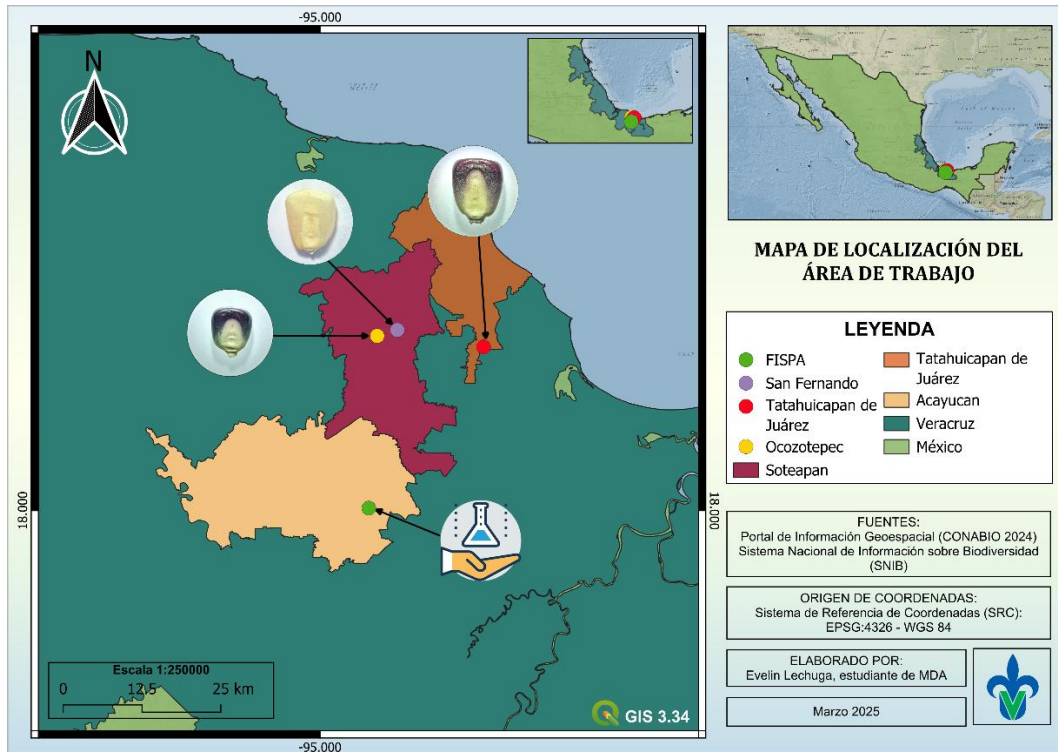 -95.000
N
MAPA DE LOCALIZACIÓN DEL
ÁREA DE TRABAJO
LEYENDA
FISPA
San Fernando
Tatahuicapan de
Juárez
Ocozotepec
Soteapan
Tatahuicapan de
Juárez
Acayucan
Veracruz
México
18.000
18.000
FUENTES:
Portal de Información Geoespacial (CONABIO 2024)
Sistema Nacional de Información sobre Biodiversidad
(SNIB)
ORIGEN DE COORDENADAS:
Sistema de Referencia de Coordenadas (SRC):
EPSG:4326 - WGS 84
ELABORADO POR:
Evelin Lechuga, estudiante de MDA
Marzo 2025
Escala 1:250000
0 12.5 25 km
GIS 3.34
-95.000